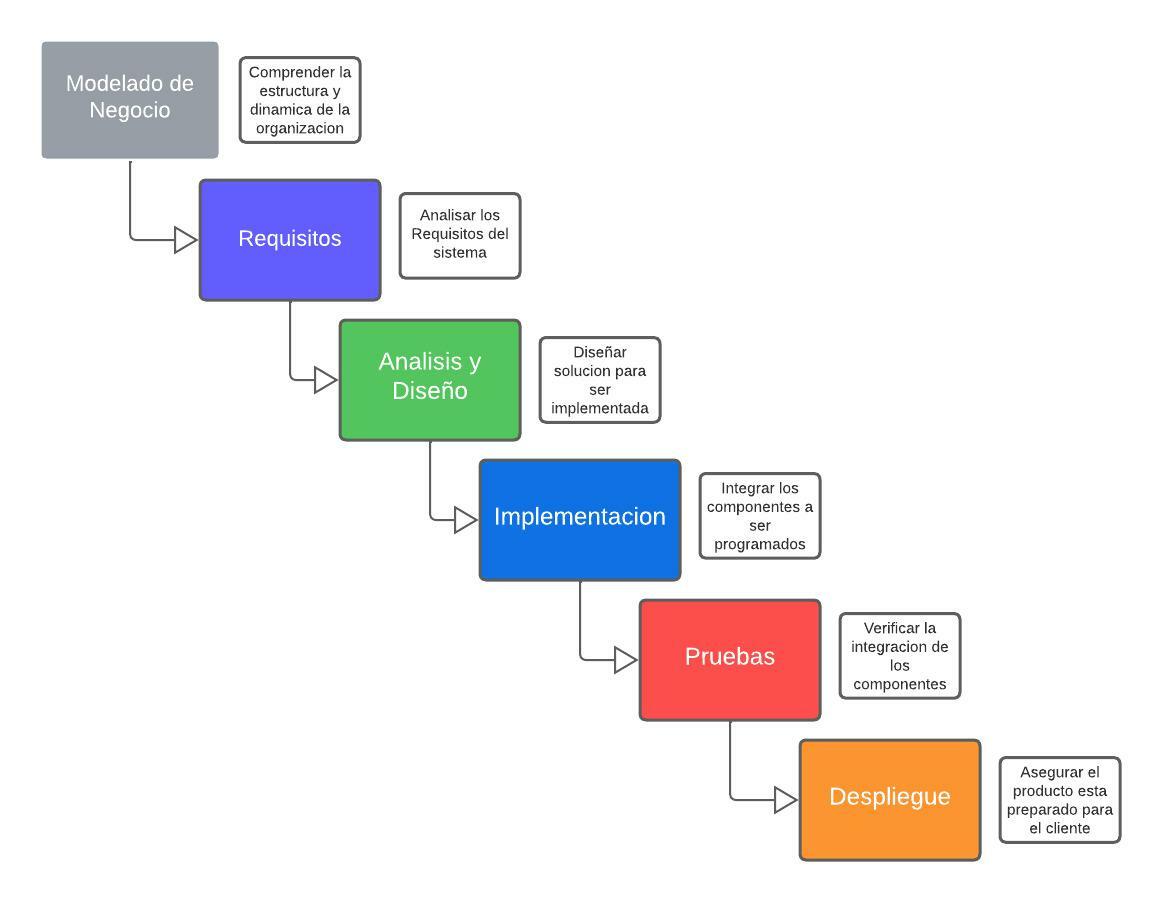 Modelado de
Negocio
Comprender la
estructura y
dinamica de la
organizacion
Requisitos
Analisar los
Requisitos del
sistema
Analisis y
Diseño
Diseñar
solucion para
ser
implementada
Implementacion
Integrar los
componentes a
ser
programados
Pruebas
Verificar la
integracion de
los
componentes
Despliegue
Asegurar el
producto esta
preparado para
el cliente